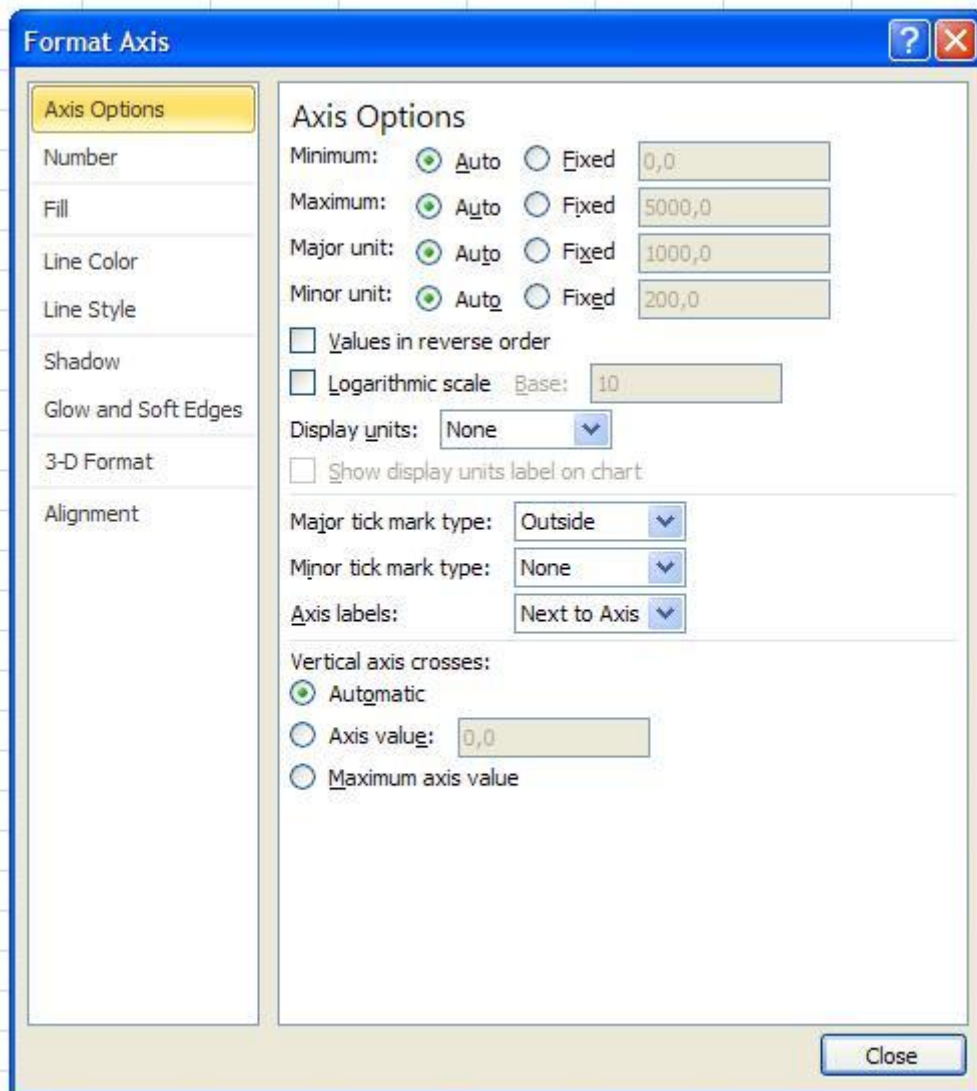 Format Axis
?
Axis Options
Number
Fill
Line Color
Line Style
Shadow
Glow and Soft Edges
3-D Format
Alignment
Axis Options
Minimum: Auto Fixed 0,0
Maximum: Auto Fixed 5000,0
Major unit: Auto Fixed 1000,0
Minor unit: Auto Fixed 200,0
Values in reverse order
Logarithmic scale Base: 10
Display units: None
Show display units label on chart
Major tick mark type: Outside
Minor tick mark type: None
Axis labels: Next to Axis
Vertical axis crosses:
Automatic
Axis value: 0,0
Maximum axis value
Close